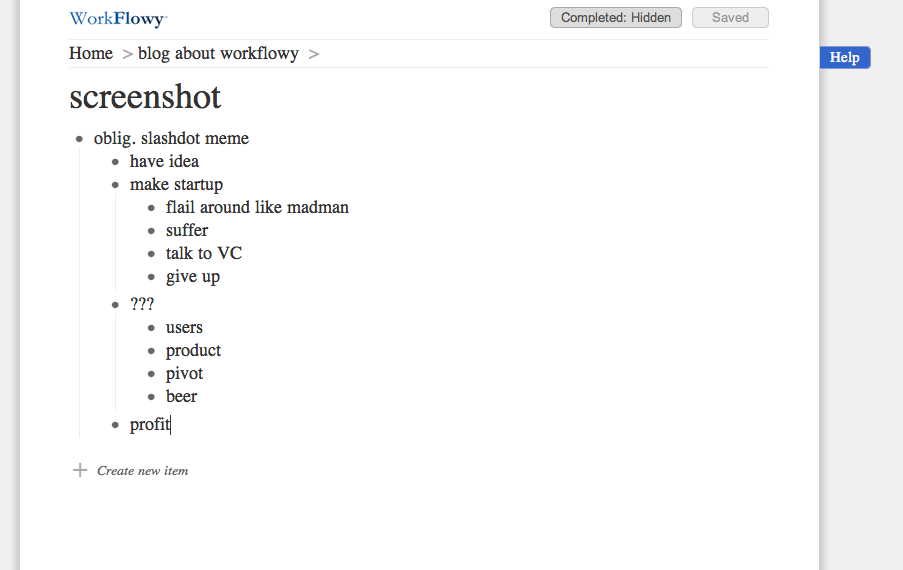 WorkFlowy
Completed: Hidden
Saved
Home > blog about workflowy >
Help
screenshot
oblig. slashdot meme
have idea
make startup
flail around like madman
suffer
talk to VC
give up
???
users
product
pivot
beer
profit
Create new item